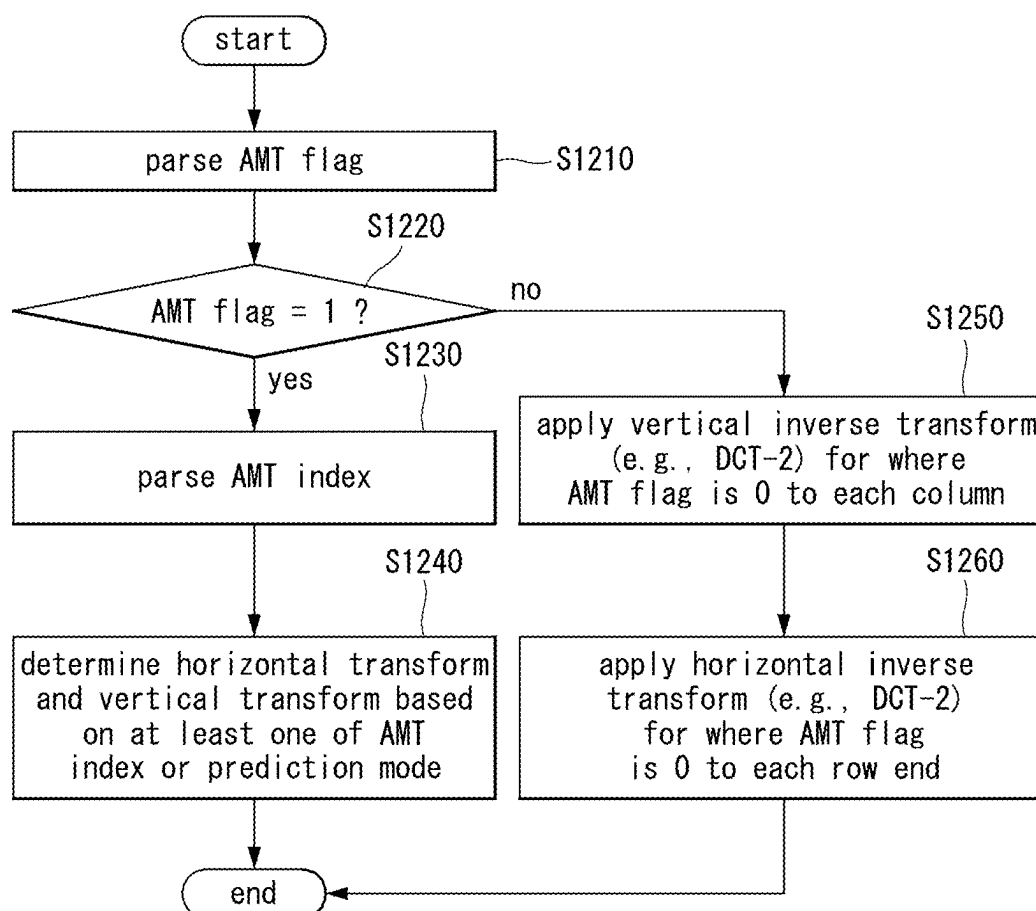 start
parse AMT flag
S1210
S1220
AMT flag = 1 ?
no
yes
S1230
parse AMT index
S1240
determine horizontal transform
and vertical transform based
on at least one of AMT
index or prediction mode
S1250
apply vertical inverse transform
(e.g., DCT-2) for where
AMT flag is 0 to each column
S1260
apply horizontal inverse
transform (e.g., DCT-2)
for where AMT flag
is 0 to each row end
end